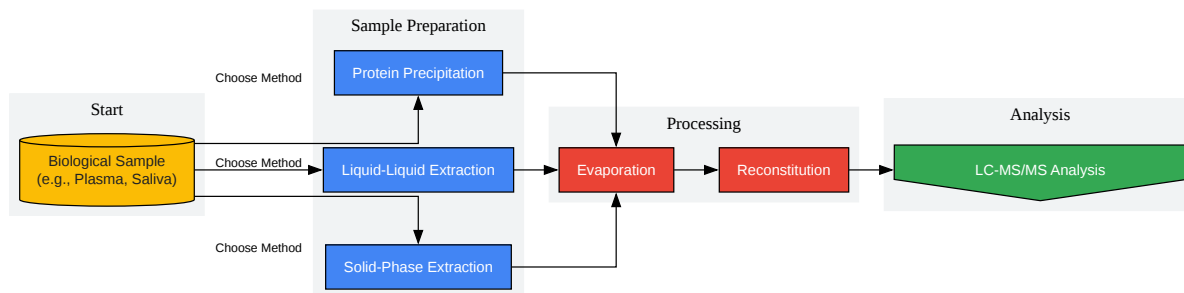 Sample Preparation
Choose Method
Protein Precipitation
Start
Processing
Analysis
Biological Sample
(e.g., Plasma, Saliva)
Choose Method
Liquid-Liquid Extraction
Evaporation
Reconstitution
LC-MS/MS Analysis
Choose Method
Solid-Phase Extraction